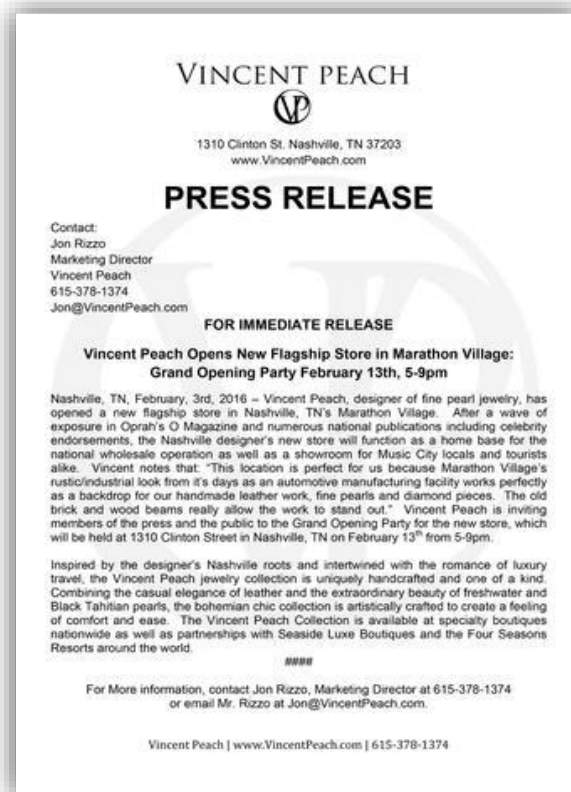 VINCENT PEACH
VP
1310 Clinton St. Nashville, TN 37203
www.VincentPeach.com
PRESS RELEASE
Contact:
Jon Rizzo
Marketing Director
Vincent Peach
615-378-1374
Jon@VincentPeach.com
FOR IMMEDIATE RELEASE
Vincent Peach Opens New Flagship Store in Marathon Village:
Grand Opening Party February 13th, 5-9pm
Nashville, TN, February, 3rd, 2016 – Vincent Peach, designer of fine pearl jewelry, has
opened a new flagship store in Nashville, TN's Marathon Village. After a wave of
exposure in Oprah's O Magazine and numerous national publications including celebrity
endorsements, the Nashville designer's new store will function as a home base for the
national wholesale operation as well as a showroom for Music City locals and tourists
alike. Vincent notes that: "This location is perfect for us because Marathon Village's
rustic/industrial look from it's days as an automotive manufacturing facility works perfectly
as a backdrop for our handmade leather work, fine pearls and diamond pieces. The old
brick and wood beams really allow the work to stand out." Vincent Peach is inviting
members of the press and the public to the Grand Opening Party for the new store, which
will be held at 1310 Clinton Street in Nashville, TN on February 13th from 5-9pm.
Inspired by the designer's Nashville roots and intertwined with the romance of luxury
travel, the Vincent Peach jewelry collection is uniquely handcrafted and one of a kind.
Combining the casual elegance of leather and the extraordinary beauty of freshwater and
Black Tahitian pearls, the bohemian chic collection is artistically crafted to create a feeling
of comfort and ease. The Vincent Peach Collection is available at specialty boutiques
nationwide as well as partnerships with Seaside Luxe Boutiques and the Four Seasons
Resorts around the world.
####
For More information, contact Jon Rizzo, Marketing Director at 615-378-1374
or email Mr. Rizzo at Jon@VincentPeach.com.
Vincent Peach | www.VincentPeach.com | 615-378-1374